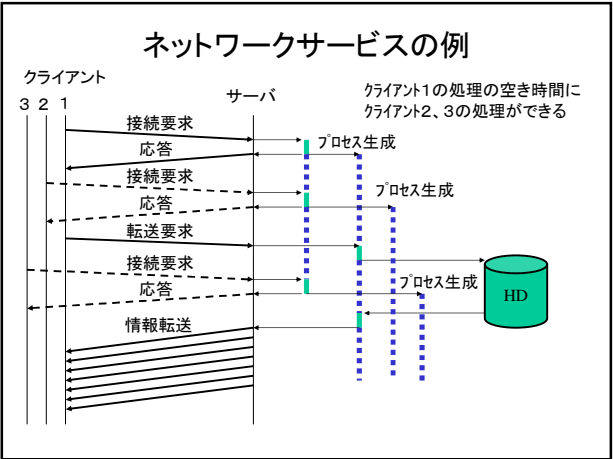 ネットワークサービスの例
クライアント
3 2 1
サーバ
クライアント1の処理の空き時間に
クライアント2、3の処理ができる
接続要求
プロセス生成
応答
接続要求
プロセス生成
応答
転送要求
接続要求
プロセス生成
応答
HD
情報転送